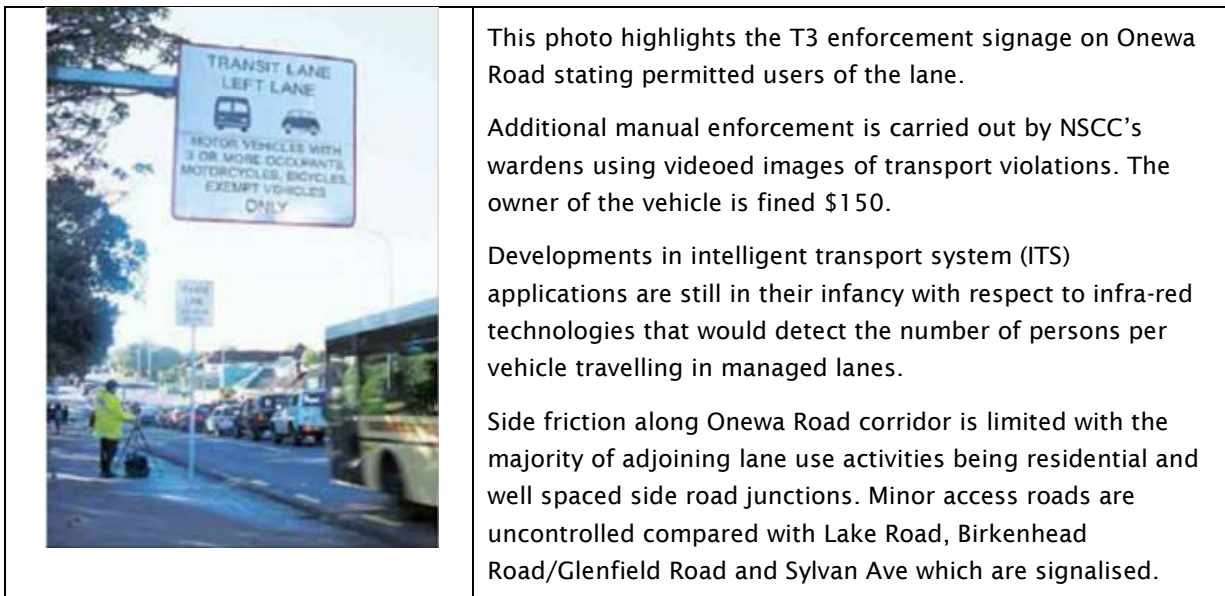 TRANSIT LANE
LEFT LANE
MOTOR VEHICLES WITH
3 OR MORE OCCUPANTS,
MOTORCYCLES, BICYCLES,
EXEMPT VEHICLES
ONLY
This photo highlights the T3 enforcement signage on Onewa
Road stating permitted users of the lane.
Additional manual enforcement is carried out by NSCC’s
wardens using videoed images of transport violations. The
owner of the vehicle is fined $150.
Developments in intelligent transport system (ITS)
applications are still in their infancy with respect to infra-red
technologies that would detect the number of persons per
vehicle travelling in managed lanes.
Side friction along Onewa Road corridor is limited with the
majority of adjoining lane use activities being residential and
well spaced side road junctions. Minor access roads are
uncontrolled compared with Lake Road, Birkenhead
Road/Glenfield Road and Sylvan Ave which are signalised.